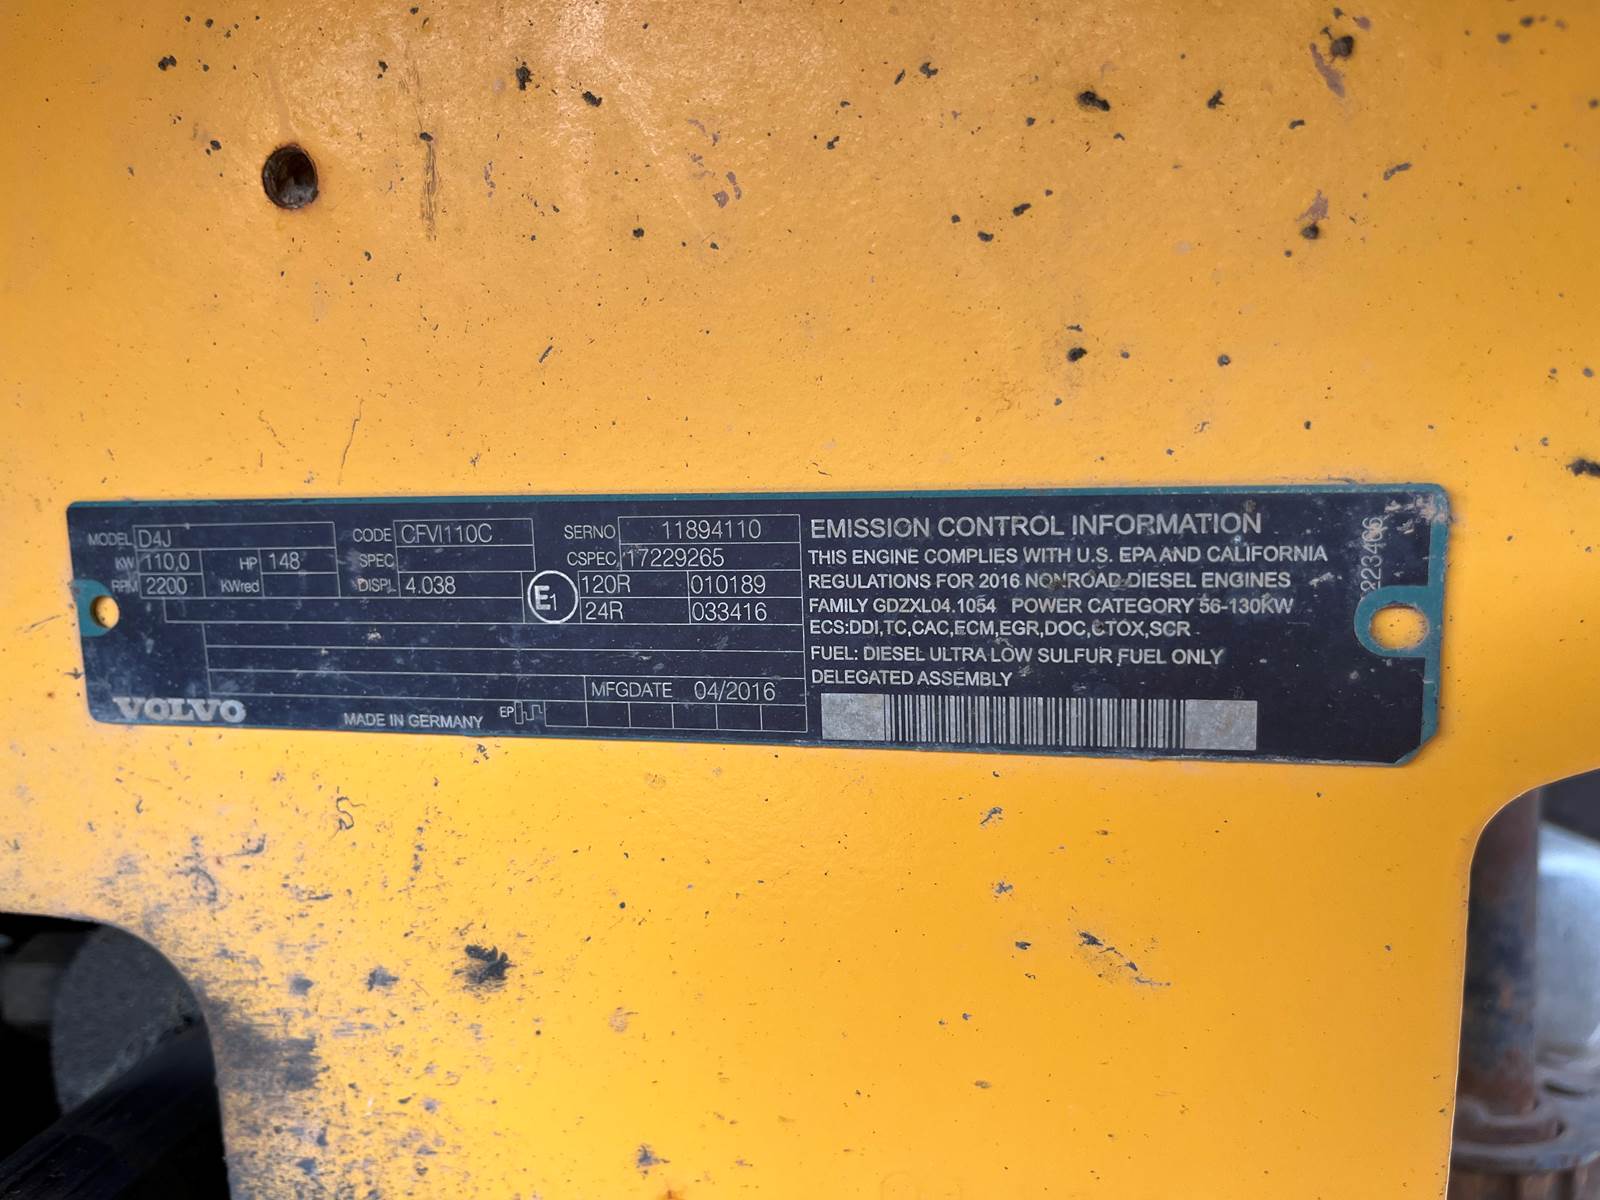 MODEL D4J CODE CFVI110C SERNO 11894110
KW 110,0 HP 148 SPEC CSPEC 17229265
RPM 2200 KWred DISPL 4.038 E1 120R 010189
24R 033416
MFGDATE 04/2016
VOLVO MADE IN GERMANY EP
EMISSION CONTROL INFORMATION
THIS ENGINE COMPLIES WITH U.S. EPA AND CALIFORNIA
REGULATIONS FOR 2016 NONROAD DIESEL ENGINES
FAMILY GDZXL04.1054 POWER CATEGORY 56-130KW
ECS:DDI,TC,CAC,ECM,EGR,DOC,CTOX,SCR
FUEL: DIESEL ULTRA LOW SULFUR FUEL ONLY
DELEGATED ASSEMBLY